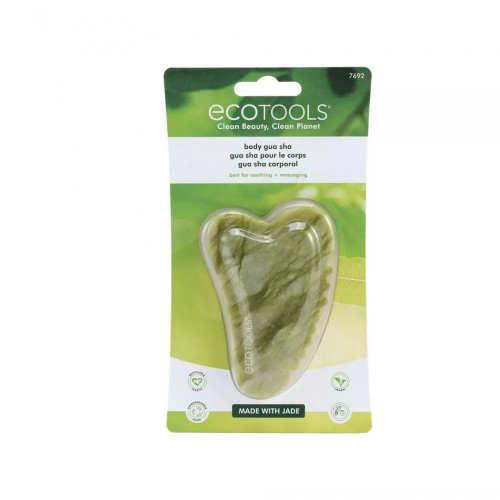 7692
ecoTOOLS®
Clean Beauty, Clean Planet
body gua sha
gua sha pour le corps
gua sha corporal
best for soothing + massaging
ecoTOOLS®
MADE WITH JADE